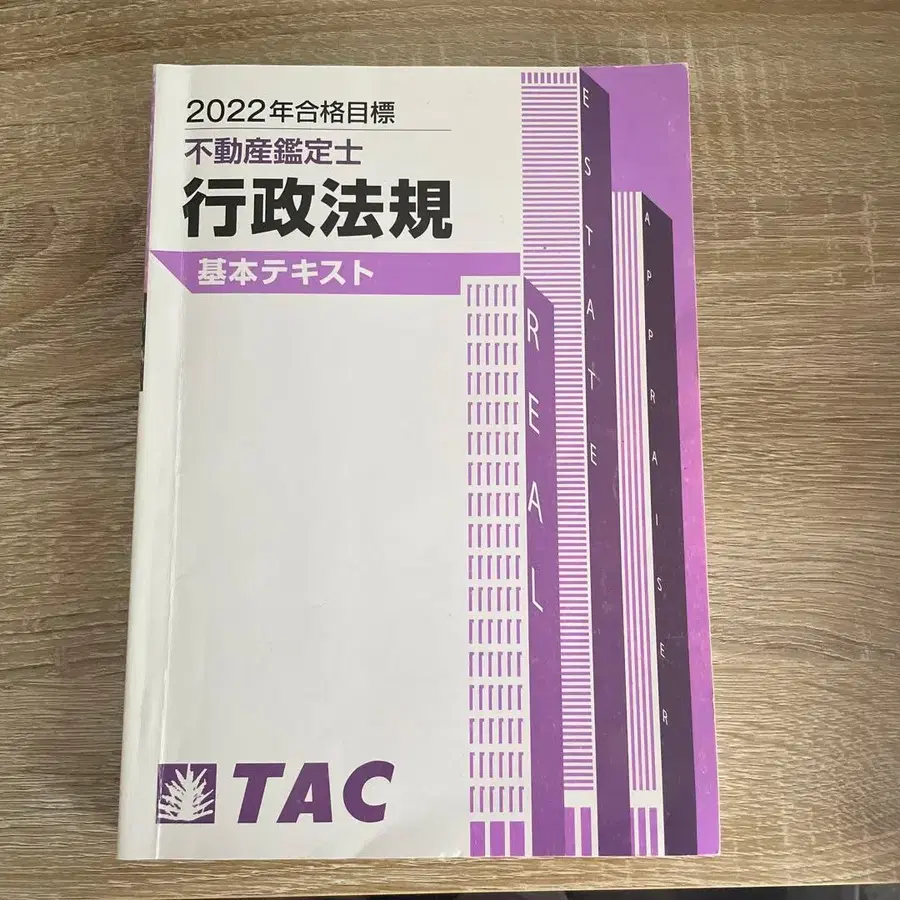 2022年合格目標
不動産鑑定士
行政法規
基本テキスト
REAL
ESTATE
APPRAISER
TAC